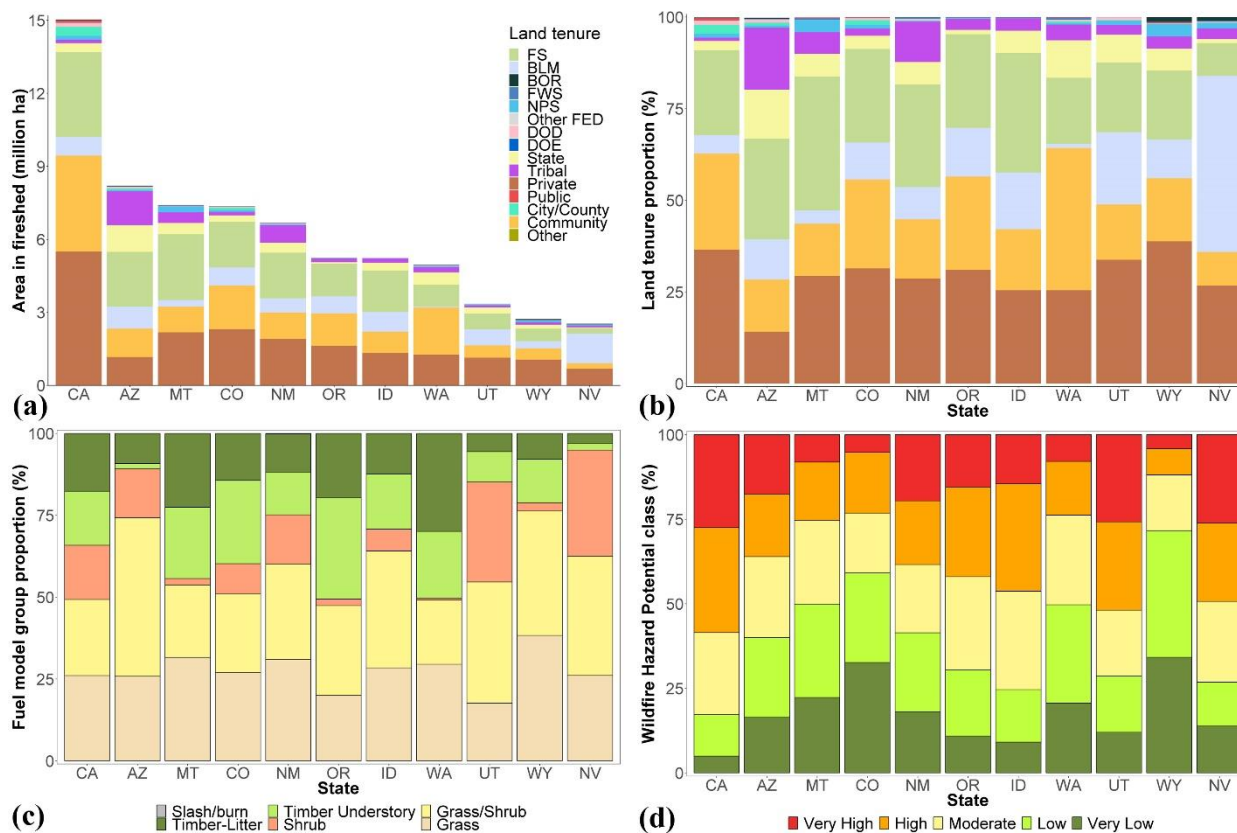 15
12
9
6
3
0
Area in fireshed (million ha)
Land tenure
FS
BLM
BOR
FWS
NPS
Other FED
DOD
DOE
State
Tribal
Private
Public
City/County
Community
Other
CA AZ MT CO NM OR ID WA UT WY NV
(a)
100
75
50
25
0
Land tenure proportion (%)
CA AZ MT CO NM OR ID WA UT WY NV
State
(b)
100
75
50
25
0
Fuel model group proportion (%)
CA AZ MT CO NM OR ID WA UT WY NV
State
(c)
Slash/burn Timber Understory Grass/Shrub
Timber-Litter Shrub Grass
100
75
50
25
0
Wildfire Hazard Potential class (%)
CA AZ MT CO NM OR ID WA UT WY NV
State
(d)
Very High High Moderate Low Very Low